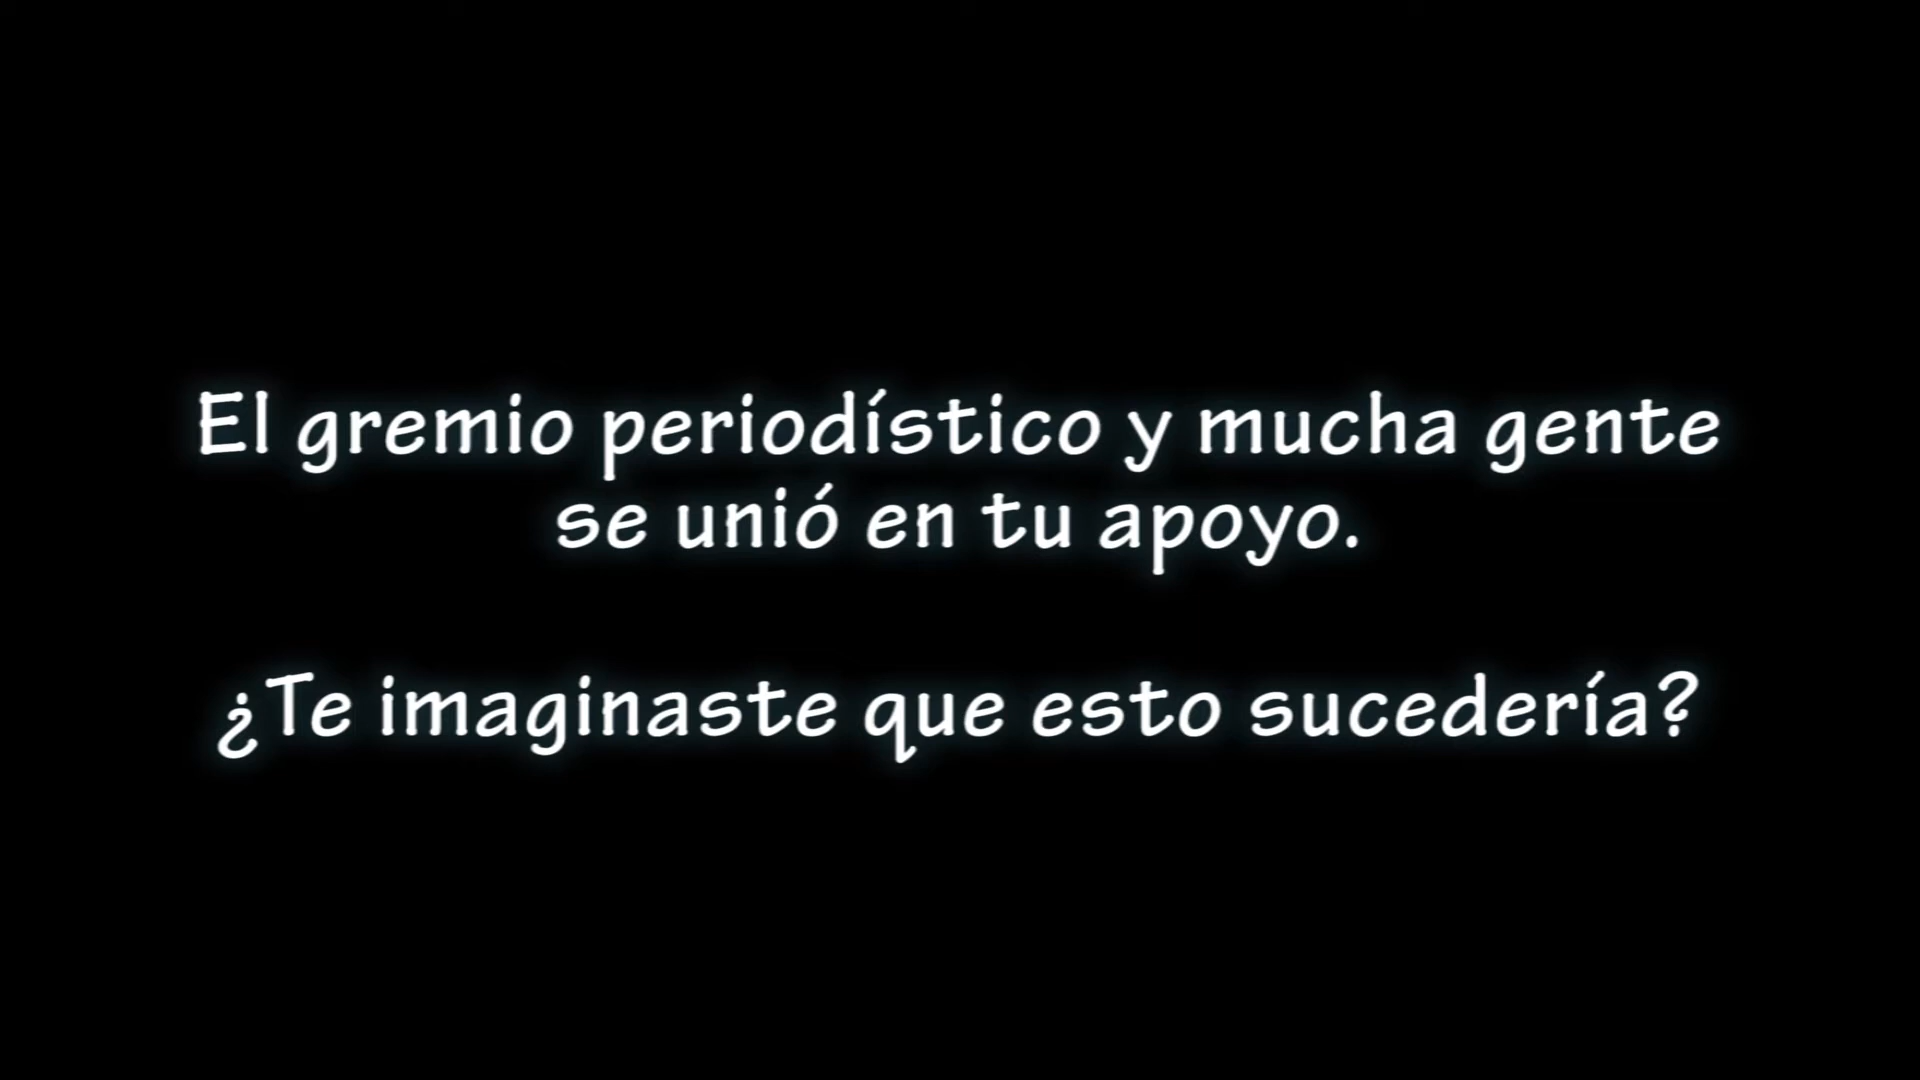 El gremio periodístico y mucha gente
se unió en tu apoyo.
¿Te imaginaste que esto sucedería?